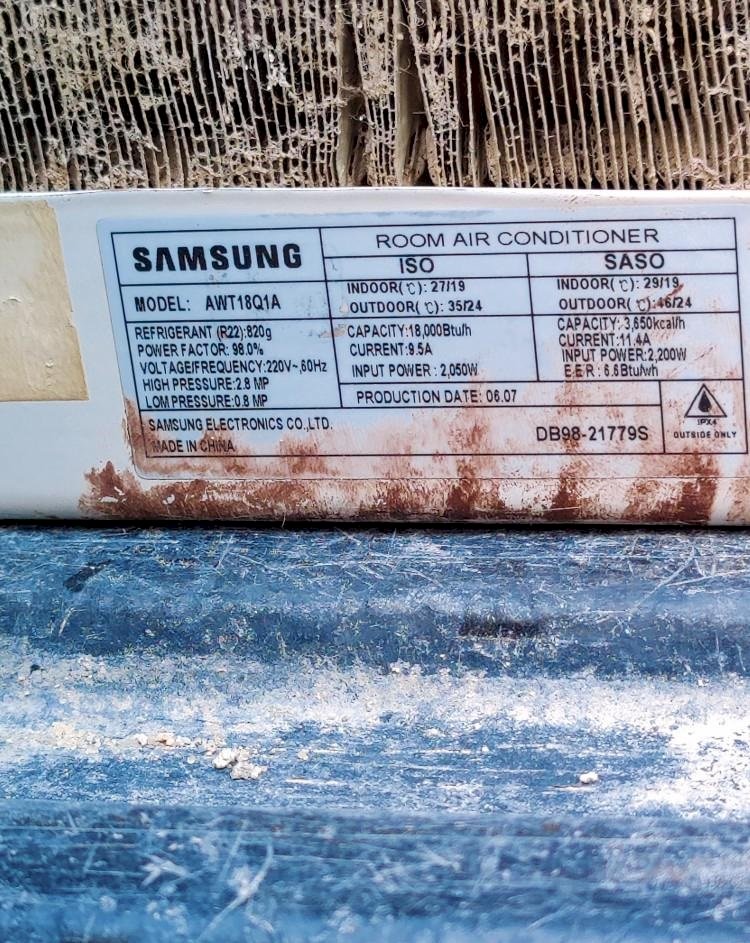 SAMSUNG
ROOM AIR CONDITIONER
ISO
SASO
MODEL: AWT18Q1A
INDOOR(℃): 27/19
OUTDOOR(℃): 35/24
INDOOR(℃): 29/19
OUTDOOR(℃): 46/24
REFRIGERANT (R22):820g
POWER FACTOR: 98.0%
VOLTAGE/FREQUENCY:220V~,60Hz
HIGH PRESSURE:2.8 MP
LOM PRESSURE:0.8 MP
CAPACITY:18,000Btu/h
CURRENT:9.5A
INPUT POWER : 2,050W
CAPACITY: 3,650kcal/h
CURRENT:11.4A
INPUT POWER:2,200W
E.E.R : 6.6Btu/wh
PRODUCTION DATE: 06.07
SAMSUNG ELECTRONICS CO.,LTD.
MADE IN CHINA
DB98-21779S
IPX4
OUTSIDE ONLY